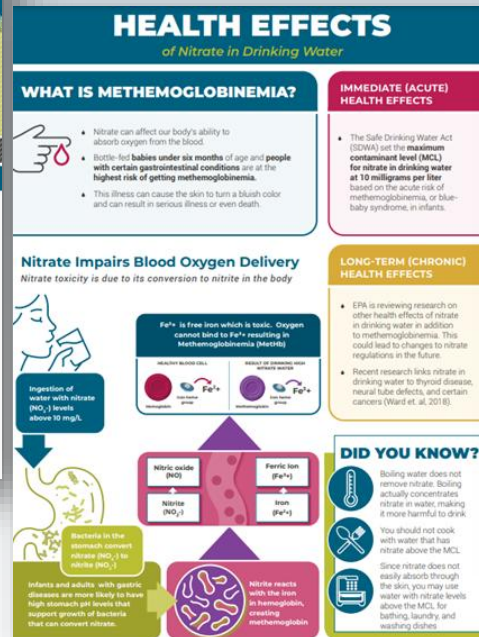 HEALTH EFFECTS
of Nitrate in Drinking Water
WHAT IS METHEMOGLOBINEMIA?
Nitrate can affect our body's ability to
absorb oxygen from the blood.
Bottle-fed babies under six months of age and people
with certain gastrointestinal conditions are at the
highest risk of getting methemoglobinemia.
This illness can cause the skin to turn a bluish color
and can result in serious illness or even death.
IMMEDIATE (ACUTE)
HEALTH EFFECTS
The Safe Drinking Water Act
(SDWA) set the maximum
contaminant level (MCL)
for nitrate in drinking water
at 10 milligrams per liter
based on the acute risk of
methemoglobinemia, or blue-
baby syndrome, in infants.
Nitrate Impairs Blood Oxygen Delivery
Nitrate toxicity is due to its conversion to nitrite in the body
LONG-TERM (CHRONIC)
HEALTH EFFECTS
EPA is reviewing research on
other health effects of nitrate
in drinking water in addition
to methemoglobinemia. This
could lead to changes to nitrate
regulations in the future.
Recent research links nitrate in
drinking water to thyroid disease,
neural tube defects, and certain
cancers (Ward et. al, 2018).
is free iron which is toxic. Oxygen
cannot bind to resulting in
Methemoglobinemia (MetHb)
HEALTHY BLOOD CELL
RESULT OF DRINKING HIGH
NITRATE WATER
Hemoglobin
Iron heme
group
Iron heme
group
Ingestion of
water with nitrate
levels
above 10 mg/L
Nitric oxide
(NO)
Ferric Ion
Nitrite
Iron
Bacteria in the
stomach convert
nitrate to
nitrite
Infants and adults with gastric
diseases are more likely to have
high stomach pH levels that
support growth of bacteria
that can convert nitrate.
Nitrite reacts
with the iron
in hemoglobin,
creating
methemoglobin
DID YOU KNOW?
Boiling water does not
remove nitrate. Boiling
actually concentrates
nitrate in water, making
it more harmful to drink
You should not cook
with water that has
nitrate above the MCL
Since nitrate does not
easily absorb through
the skin, you may use
water with nitrate levels
above the MCL for
bathing, laundry, and
washing dishes